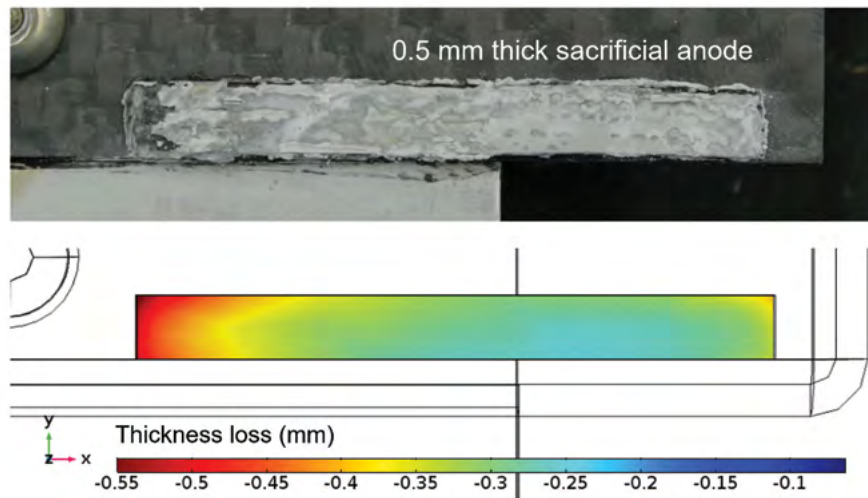 0.5 mm thick sacrificial anode
y
z x
Thickness loss (mm)
-0.55 -0.5 -0.45 -0.4 -0.35 -0.3 -0.25 -0.2 -0.15 -0.1